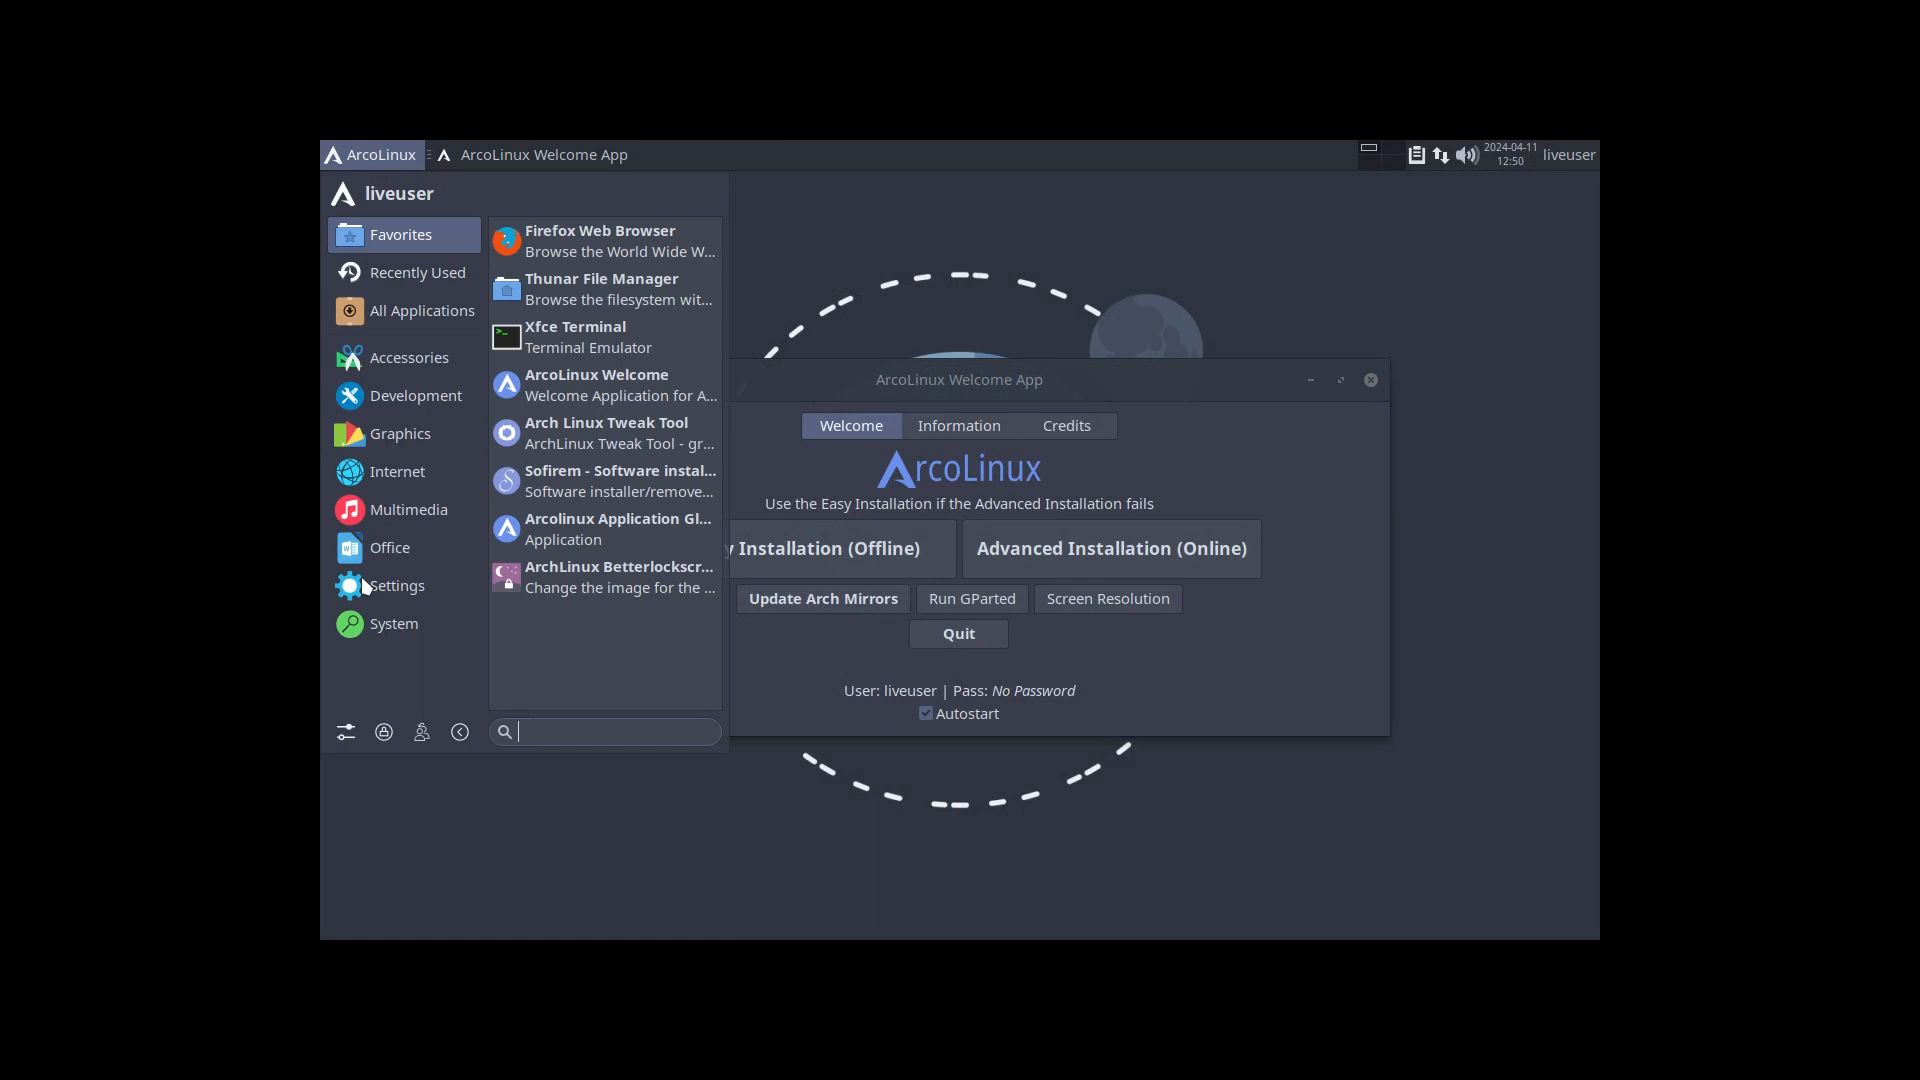 ArcoLinux
ArcoLinux Welcome App
2024-04-11
12:50
liveuser
liveuser
Favorites
Recently Used
All Applications
Accessories
Development
Graphics
Internet
Multimedia
Office
Settings
System
Firefox Web Browser
Browse the World Wide W...
Thunar File Manager
Browse the filesystem wit...
Xfce Terminal
Terminal Emulator
ArcoLinux Welcome
Welcome Application for A...
Arch Linux Tweak Tool
ArchLinux Tweak Tool - gr...
Sofirem - Software instal...
Software installer/remove...
Arcolinux Application Gl...
Application
ArchLinux Betterlockscr...
Change the image for the ...
ArcoLinux Welcome App
Welcome Information Credits
ArcoLinux
Use the Easy Installation if the Advanced Installation fails
y Installation (Offline) Advanced Installation (Online)
Update Arch Mirrors Run GParted Screen Resolution
Quit
User: liveuser | Pass: No Password
Autostart